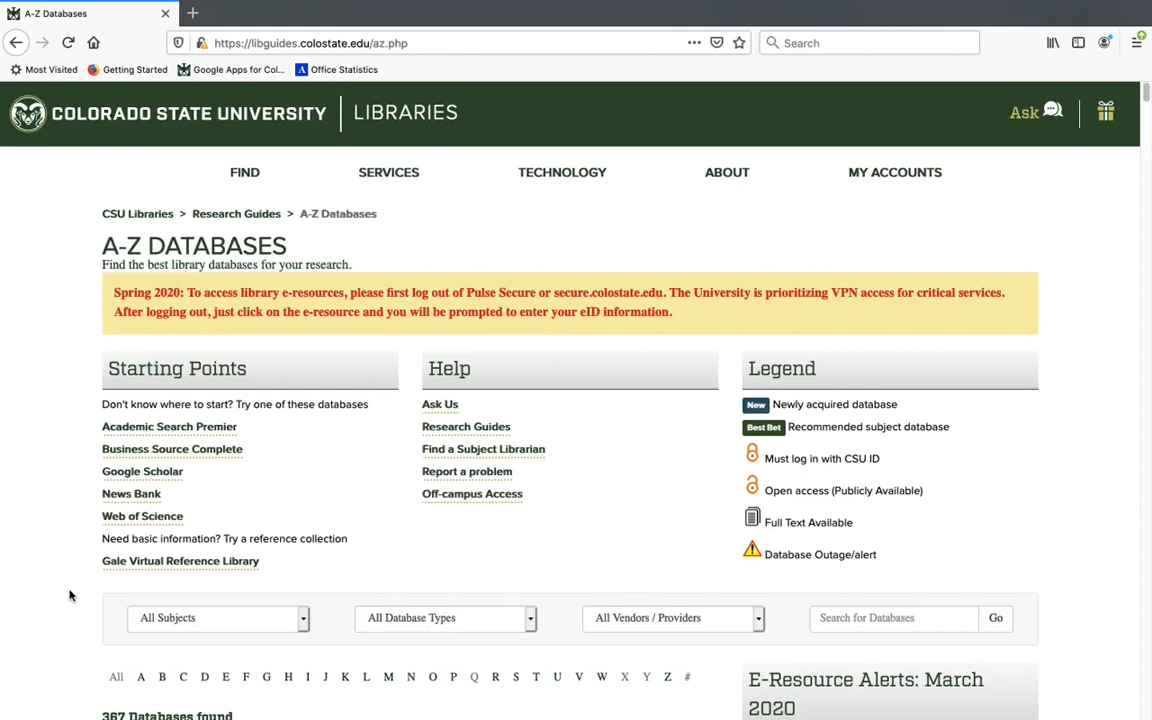 A-Z Databases
https://libguides.colostate.edu/az.php
Search
Most Visited
Getting Started
Google Apps for Col...
Office Statistics
COLORADO STATE UNIVERSITY
LIBRARIES
Ask
FIND
SERVICES
TECHNOLOGY
ABOUT
MY ACCOUNTS
CSU Libraries > Research Guides > A-Z Databases
A-Z DATABASES
Find the best library databases for your research.
Spring 2020: To access library e-resources, please first log out of Pulse Secure or secure.colostate.edu. The University is prioritizing VPN access for critical services.
After logging out, just click on the e-resource and you will be prompted to enter your eID information.
Starting Points
Don't know where to start? Try one of these databases
Academic Search Premier
Business Source Complete
Google Scholar
News Bank
Web of Science
Need basic information? Try a reference collection
Gale Virtual Reference Library
Help
Ask Us
Research Guides
Find a Subject Librarian
Report a problem
Off-campus Access
Legend
New Newly acquired database
Best Bet Recommended subject database
Must log in with CSU ID
Open access (Publicly Available)
Full Text Available
Database Outage/alert
All Subjects
All Database Types
All Vendors / Providers
Search for Databases
Go
All A B C D E F G H I J K L M N O P Q R S T U V W X Y Z #
367 Databases found
E-Resource Alerts: March
2020